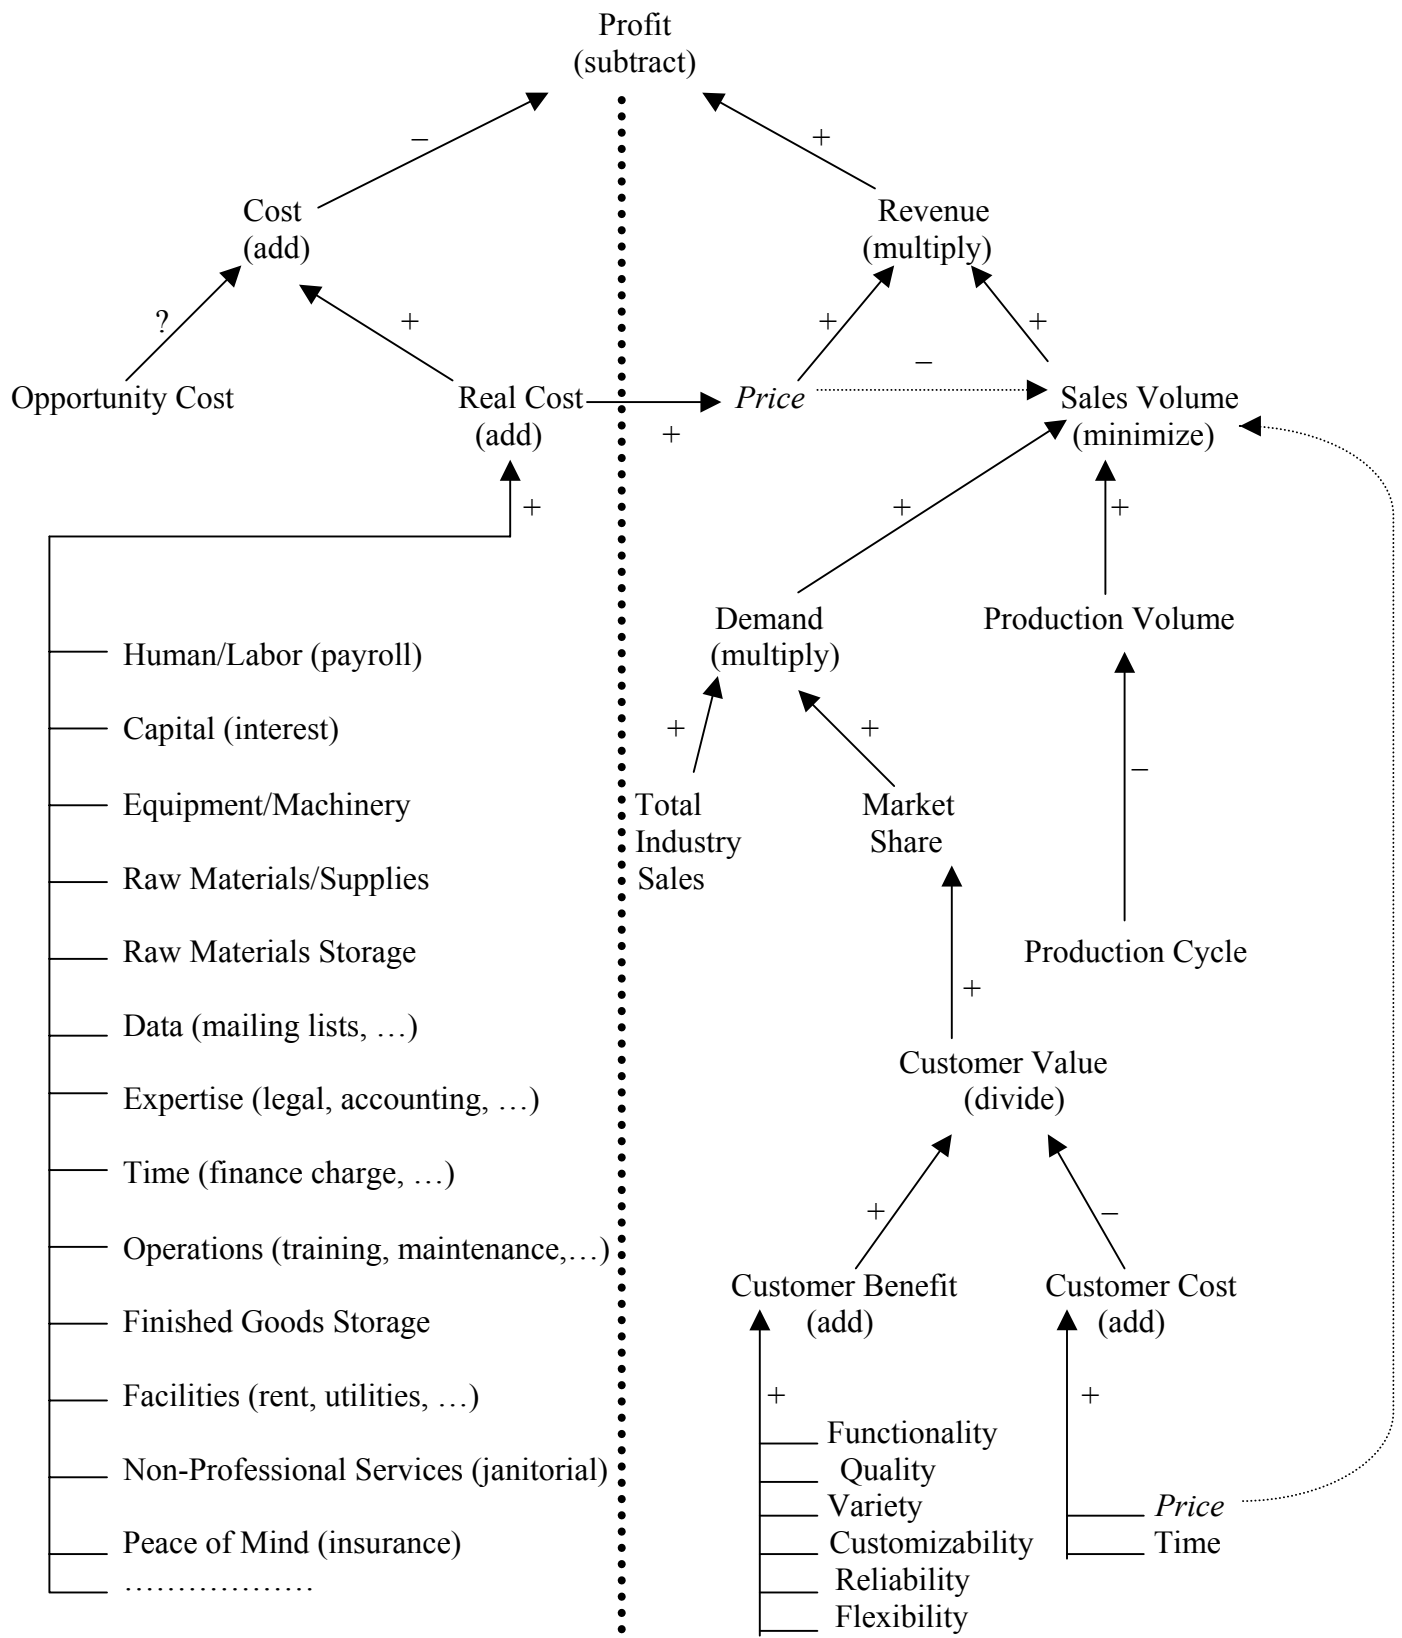 Profit
(subtract)
–
+
Cost
(add)
Revenue
(multiply)
?
+
+
+
–
Opportunity Cost
Real Cost
(add)
+
Price
Sales Volume
(minimize)
+
+
+
Demand
(multiply)
Production Volume
Human/Labor (payroll)
Capital (interest)
Equipment/Machinery
Raw Materials/Supplies
Raw Materials Storage
Data (mailing lists, …)
Expertise (legal, accounting, …)
Time (finance charge, …)
Operations (training, maintenance,…)
Finished Goods Storage
Facilities (rent, utilities, …)
Non-Professional Services (janitorial)
Peace of Mind (insurance)
………………
+
+
–
Total
Industry
Sales
Market
Share
Production Cycle
+
Customer Value
(divide)
+
–
Customer Benefit
(add)
Customer Cost
(add)
+
+
Functionality
Quality
Variety
Customizability
Reliability
Flexibility
Price
Time